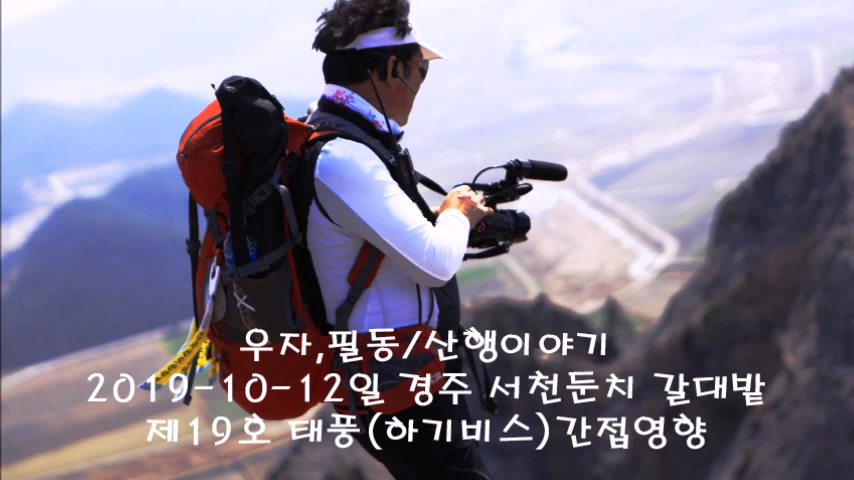 우자,필동/산행이야기
2019-10-12일 경주 서천둔치 갈대밭
제19호 태풍(하기비스)간접영향